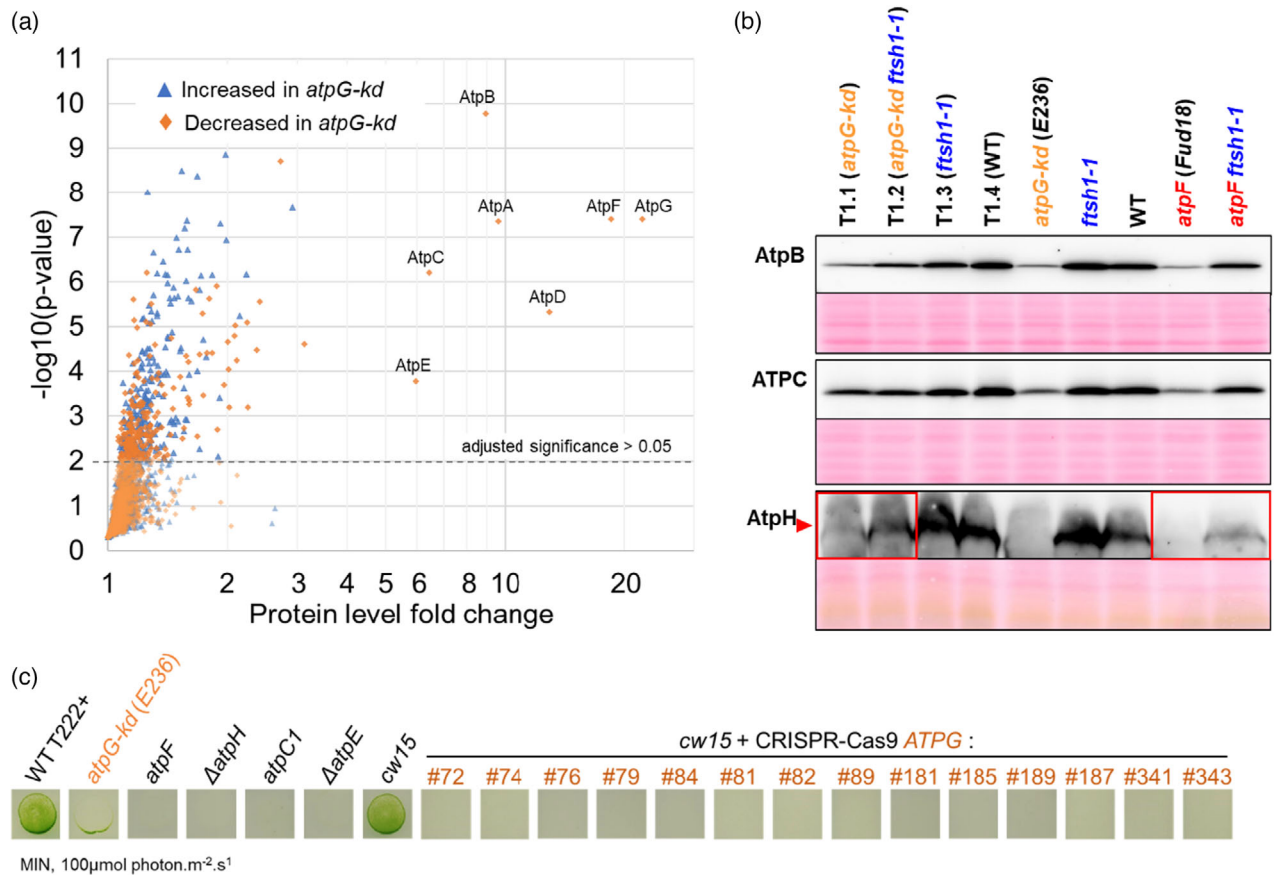 (a)
11
10
9
8
7
6
5
4
3
2
1
0
-log10(p-value)
Increased in atpG-kd
Decreased in atpG-kd
AtpB
AtpA
AtpF
AtpG
AtpC
AtpD
AtpE
adjusted significance > 0.05
1 2 3 4 6 8 10 20
Protein level fold change
(b)
T1.1 (atpG-kd)
T1.2 (atpG-kd ftsh1-1)
T1.3 (ftsh1-1)
T1.4 (WT)
atpG-kd (E236)
ftsh1-1
WT
atpF (Fud18)
atpF ftsh1-1
AtpB
ATPC
AtpH
(c)
WT T222+
atpG-kd (E236)
atpF
ΔatpH
atpC1
ΔatpE
cw15
cw15 + CRISPR-Cas9 ATPG :
#72 #74 #76 #79 #84 #81 #82 #89 #181 #185 #189 #187 #341 #343
MIN, 100µmol photon.m-2.s1